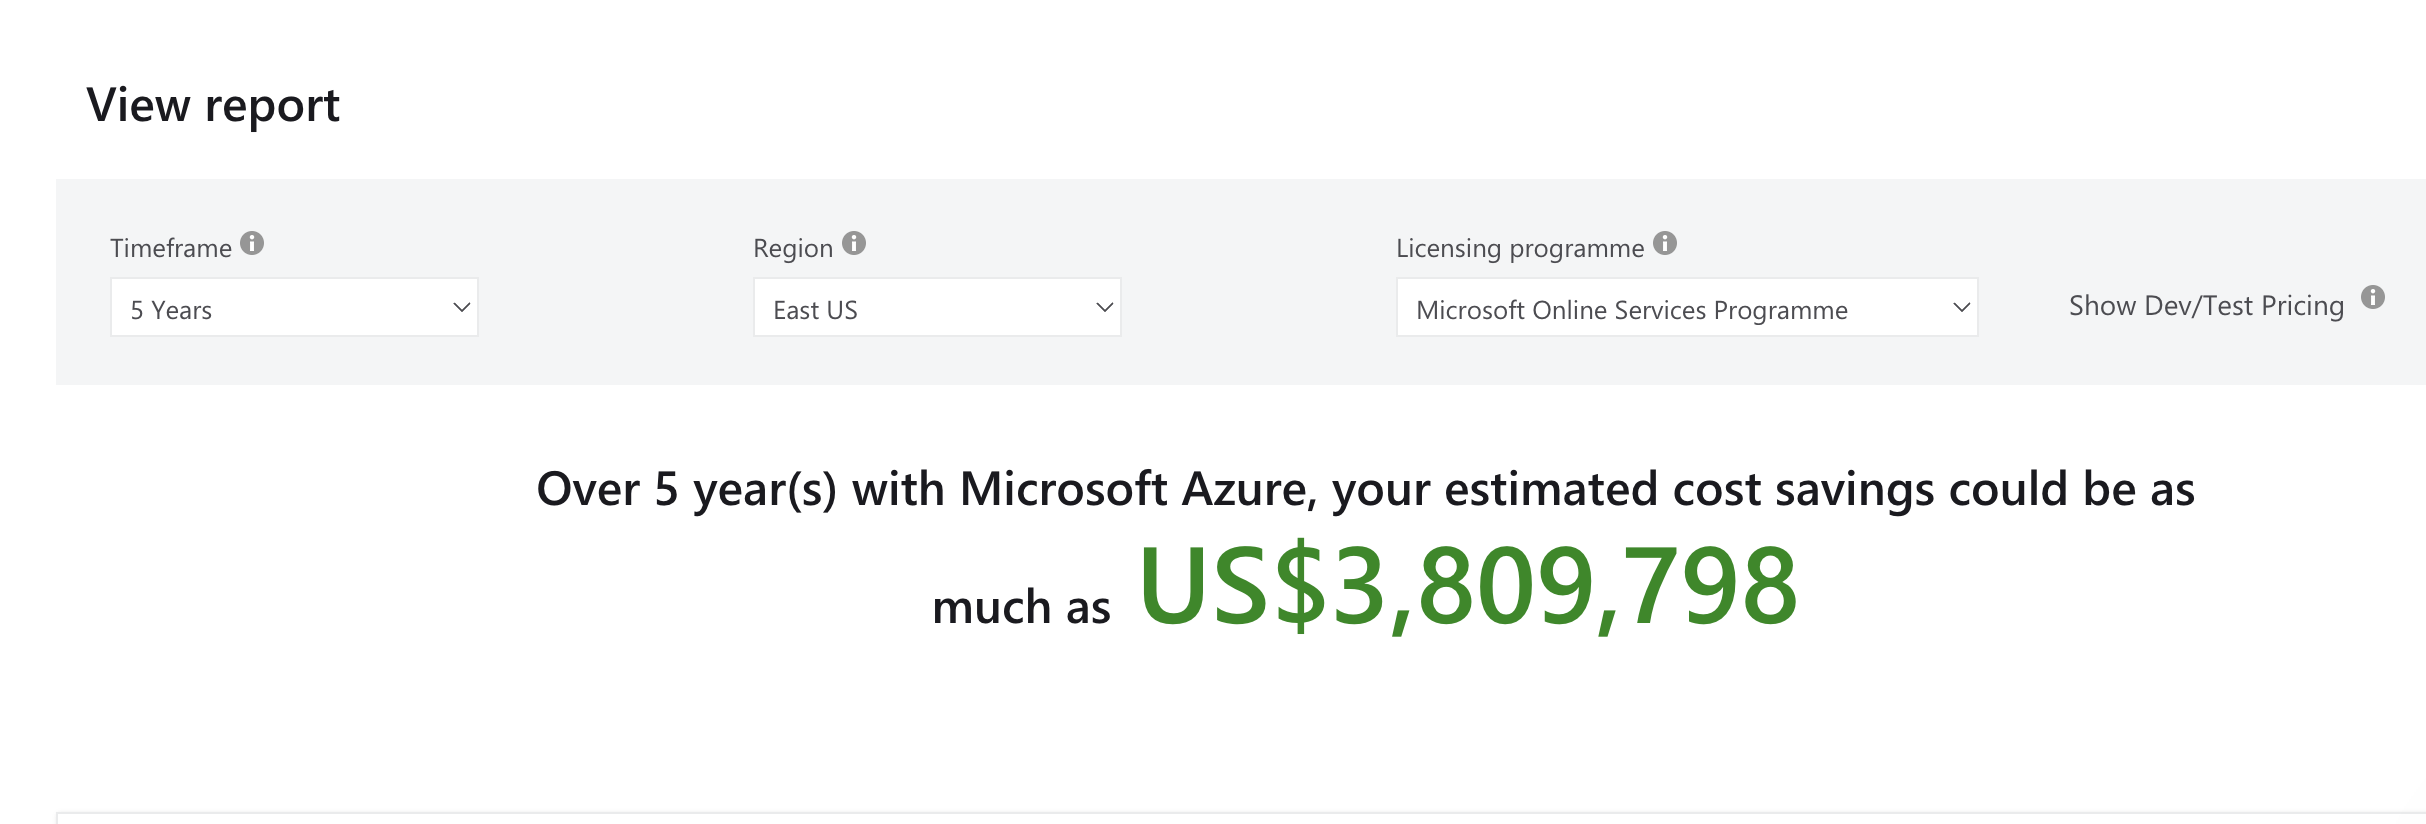 View report
Timeframe
Region
Licensing programme
5 Years
East US
Microsoft Online Services Programme
Show Dev/Test Pricing
Over 5 year(s) with Microsoft Azure, your estimated cost savings could be as
much as US$3,809,798